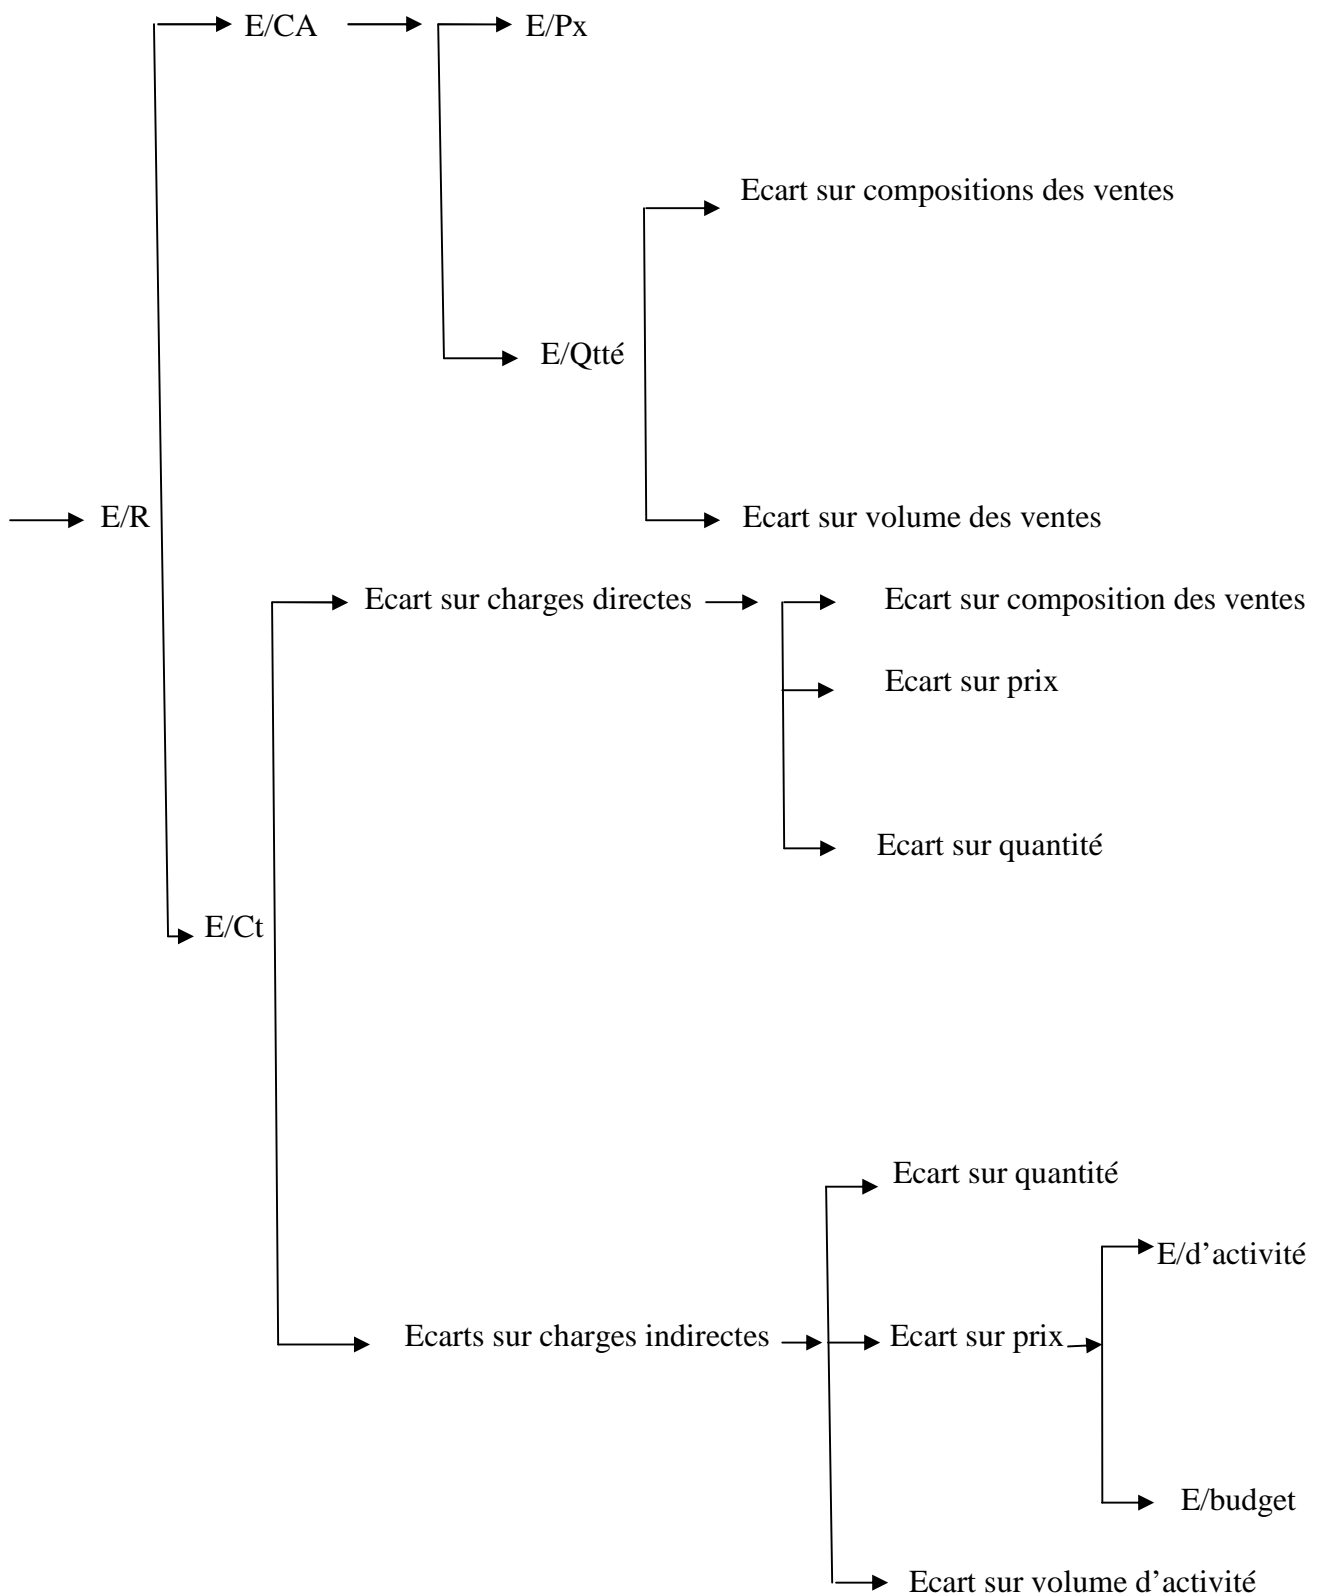 E/CA
E/Px
Ecart sur compositions des ventes
E/Qtté
E/R
Ecart sur volume des ventes
Ecart sur charges directes
Ecart sur composition des ventes
Ecart sur prix
Ecart sur quantité
E/Ct
Ecart sur quantité
E/d’activité
Ecarts sur charges indirectes
Ecart sur prix
E/budget
Ecart sur volume d’activité